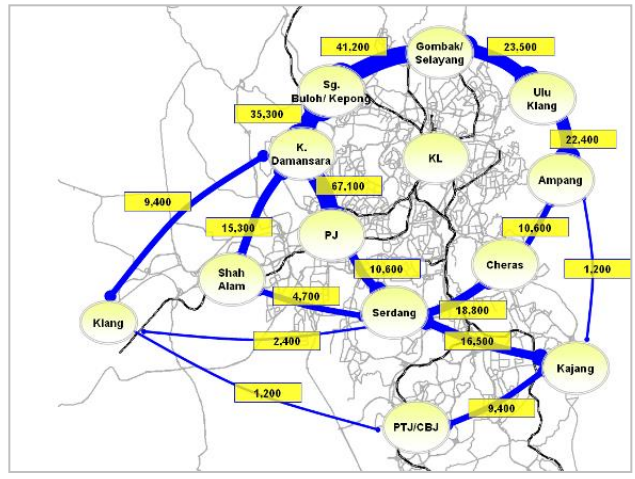 41,200
Gombak/
Selayang
23,500
Sg.
Buloh/ Kepong
Ulu
Klang
35,300
22,400
K.
Damansara
KL
Ampang
67,100
9,400
15,300
PJ
10,600
Cheras
Shah
Alam
10,600
1,200
4,700
Serdang
18,800
Klang
2,400
16,500
Kajang
1,200
9,400
PTJ/CBJ